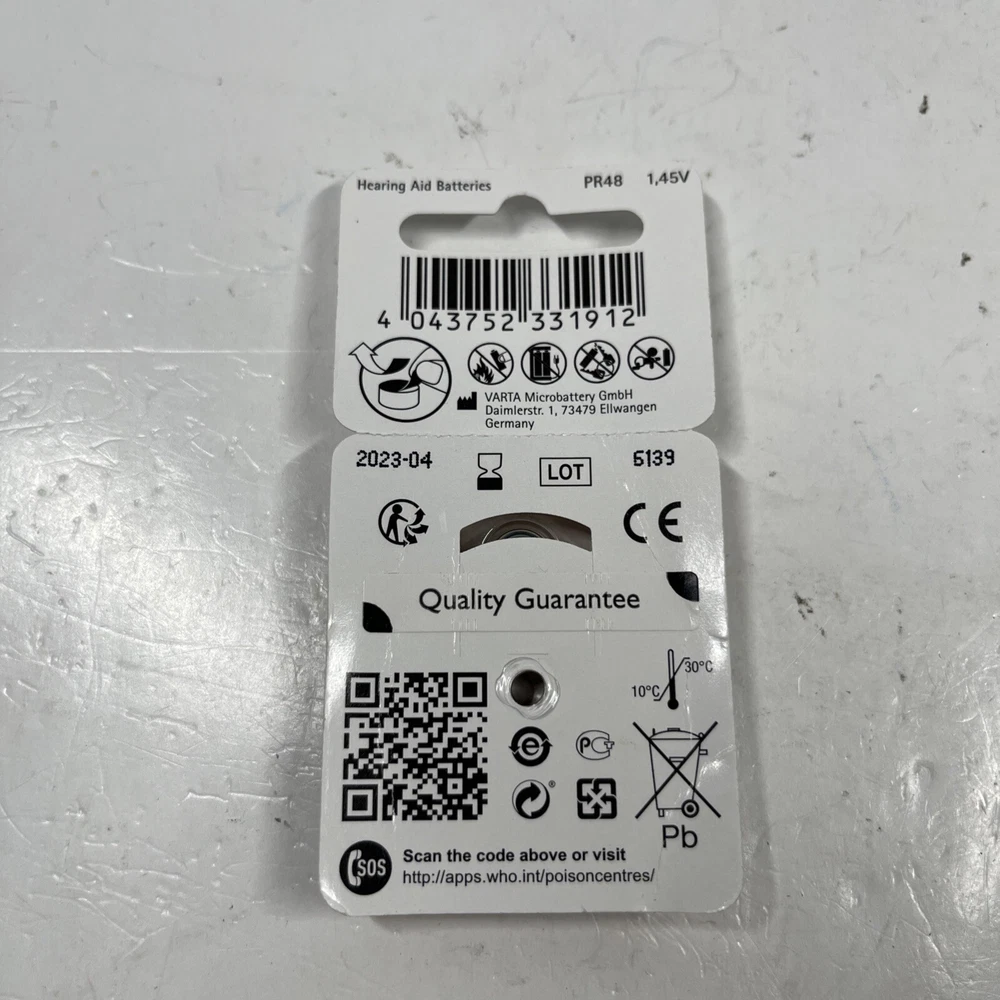 Hearing Aid Batteries PR48 1,45V
4 043752 331912
VARTA Microbattery GmbH
Daimlerstr. 1, 73479 Ellwangen
Germany
2023-04 LOT 6139
CE
Quality Guarantee
30°C
10°C
e PCT
®
Pb
SOS
Scan the code above or visit
http://apps.who.int/poisoncentres/